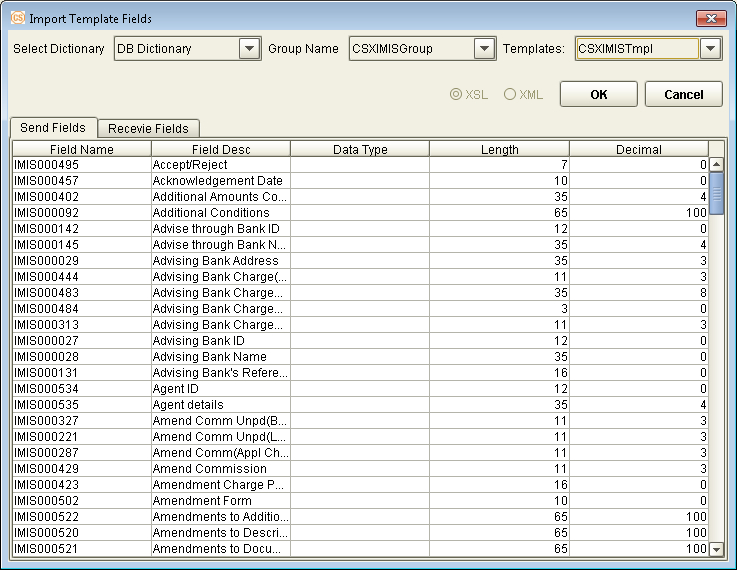 CS Import Template Fields
Select Dictionary DB Dictionary Group Name CSXIMISGroup Templates: CSXIMISTmpl
XSL XML OK Cancel
Send Fields Recevie Fields
Field Name Field Desc Data Type Length Decimal
IMIS000495 Accept/Reject 7 0
IMIS000457 Acknowledgement Date 10 0
IMIS000402 Additional Amounts Co... 35 4
IMIS000092 Additional Conditions 65 100
IMIS000142 Advise through Bank ID 12 0
IMIS000145 Advise through Bank N... 35 4
IMIS000029 Advising Bank Address 35 3
IMIS000444 Advising Bank Charge(... 11 3
IMIS000483 Advising Bank Charge... 35 8
IMIS000484 Advising Bank Charge... 3 0
IMIS000313 Advising Bank Charge... 11 3
IMIS000027 Advising Bank ID 12 0
IMIS000028 Advising Bank Name 35 0
IMIS000131 Advising Bank's Refere... 16 0
IMIS000534 Agent ID 12 0
IMIS000535 Agent details 35 4
IMIS000327 Amend Comm Unpd(B... 11 3
IMIS000221 Amend Comm Unpd(L... 11 3
IMIS000287 Amend Comm(Appl Ch... 11 3
IMIS000429 Amend Commission 11 3
IMIS000423 Amendment Charge P... 16 0
IMIS000502 Amendment Form 10 0
IMIS000522 Amendments to Additio... 65 100
IMIS000520 Amendments to Descri... 65 100
IMIS000521 Amendments to Docu... 65 100